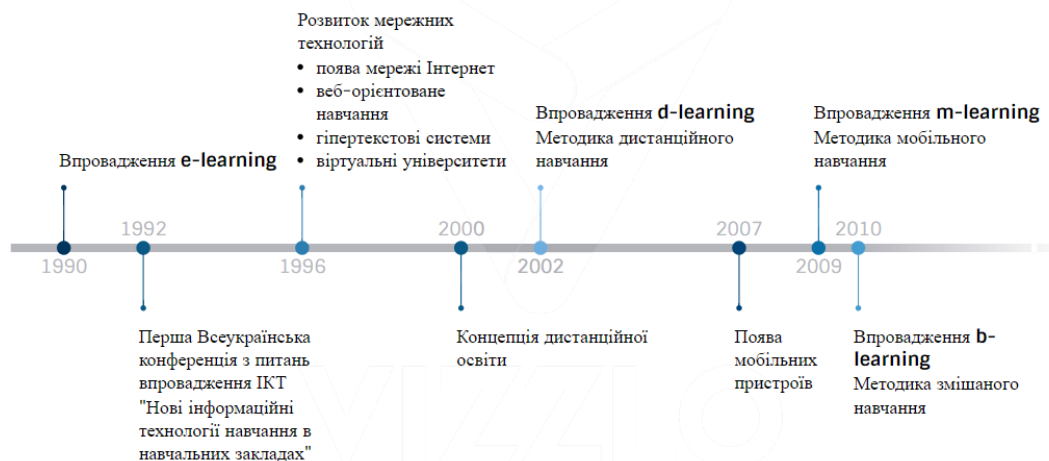 Розвиток мережних
технологій
• поява мережі Інтернет
• веб-орієнтоване
навчання
• гіпертекстові системи
• віртуальні університети
Впровадження e-learning
Впровадження d-learning
Методика дистанційного
навчання
Впровадження m-learning
Методика мобільного
навчання
1992
2000
2007
2010
1990
1996
2002
2009
Перша Всеукраїнська
конференція з питань
впровадження ІКТ
"Нові інформаційні
технології навчання в
навчальних закладах"
Концепція дистанційної
освіти
Поява
мобільних
пристроїв
Впровадження b-
learning
Методика змішаного
навчання
VIZZLO